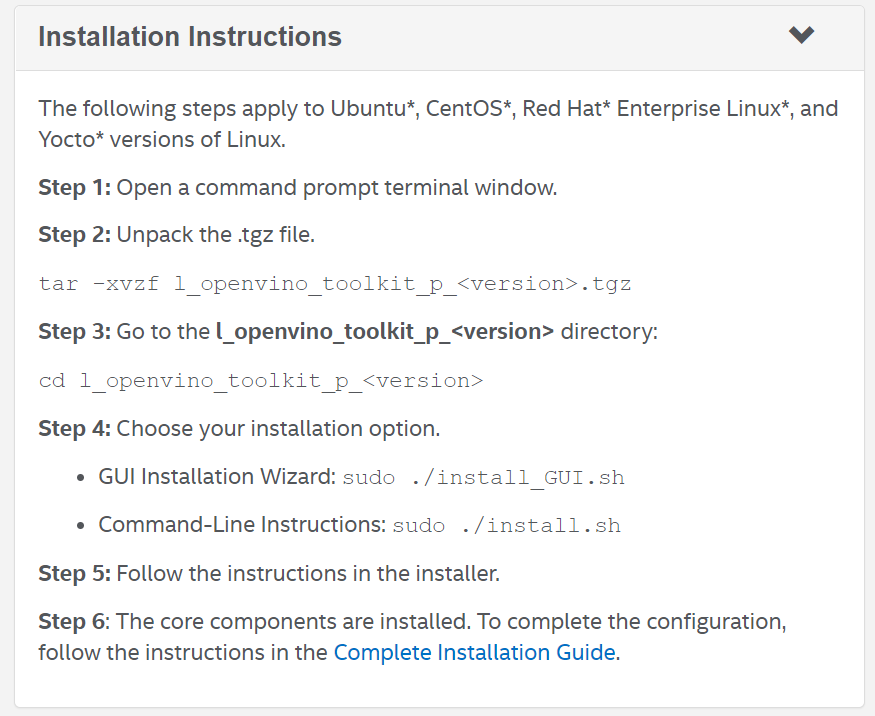 Installation Instructions
The following steps apply to Ubuntu*, CentOS*, Red Hat* Enterprise Linux*, and
Yocto* versions of Linux.
Step 1: Open a command prompt terminal window.
Step 2: Unpack the .tgz file.
tar -xvzf l_openvino_toolkit_p_<version>.tgz
Step 3: Go to the l_openvino_toolkit_p_<version> directory:
cd l_openvino_toolkit_p_<version>
Step 4: Choose your installation option.
• GUI Installation Wizard: sudo ./install_GUI.sh
• Command-Line Instructions: sudo ./install.sh
Step 5: Follow the instructions in the installer.
Step 6: The core components are installed. To complete the configuration,
follow the instructions in the Complete Installation Guide.